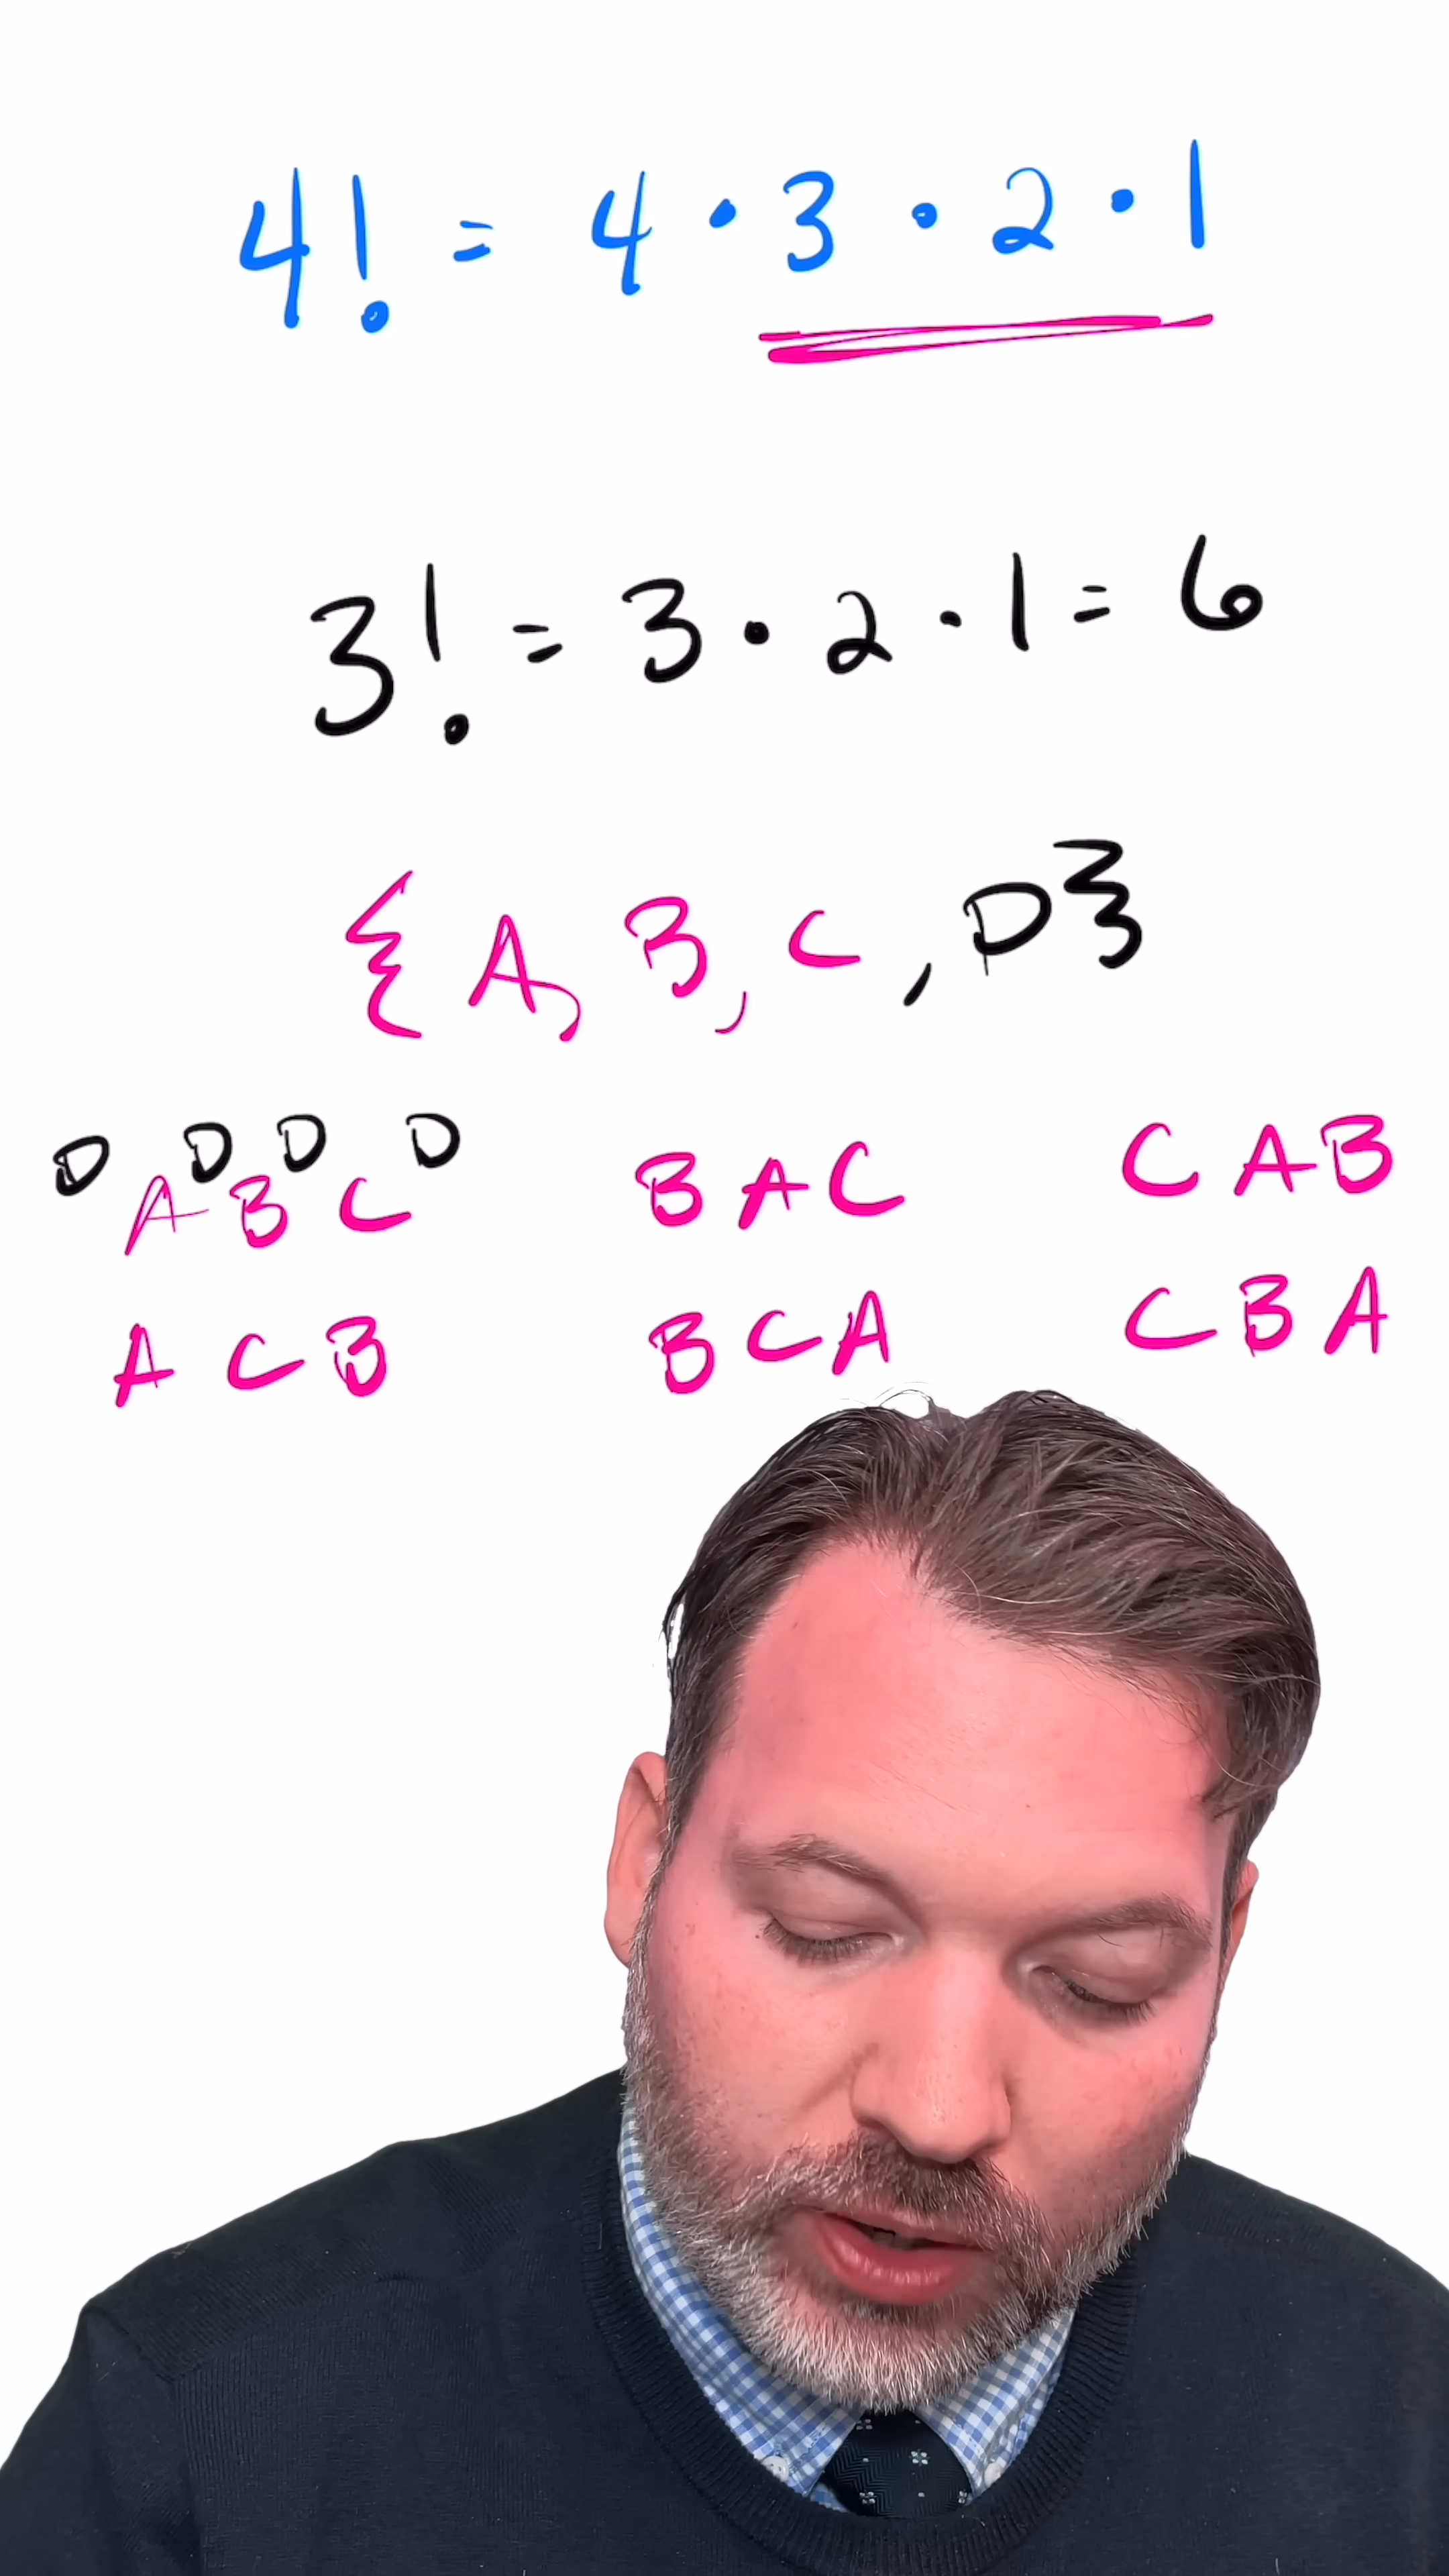 4! = 4 · 3 · 2 · 1
3! = 3 · 2 · 1 = 6
{A, B, C, D}
D D D D
A B C B A C C A B
A C B B C A C B A